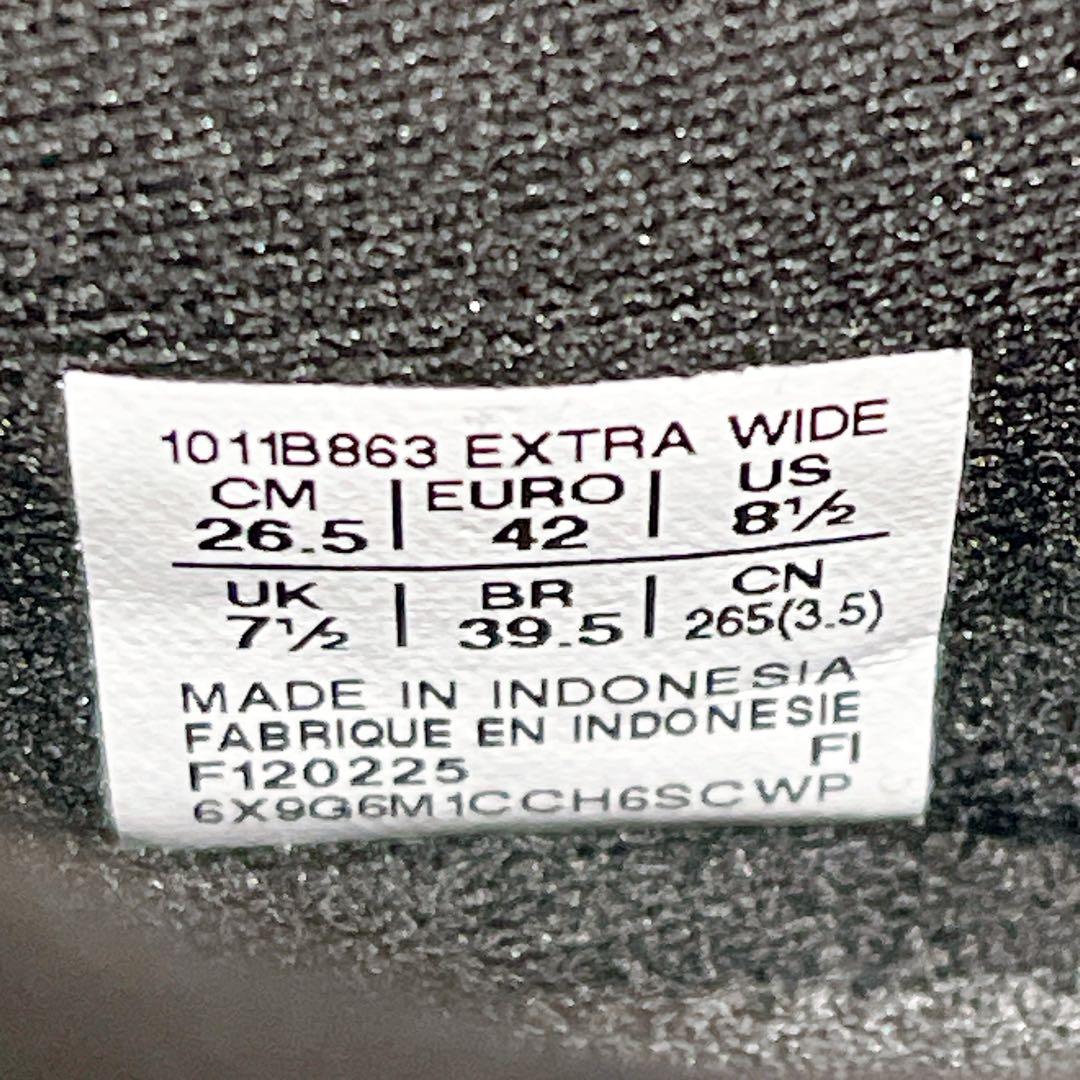 1011B863 EXTRA WIDE
CM | EURO | US
26.5 | 42 | 8½
UK | BR | CN
7½ | 39.5 | 265(3.5)
MADE IN INDONESIA
FABRIQUE EN INDONESIE
F120225 FI
6X9G6M1CCH6SCWP